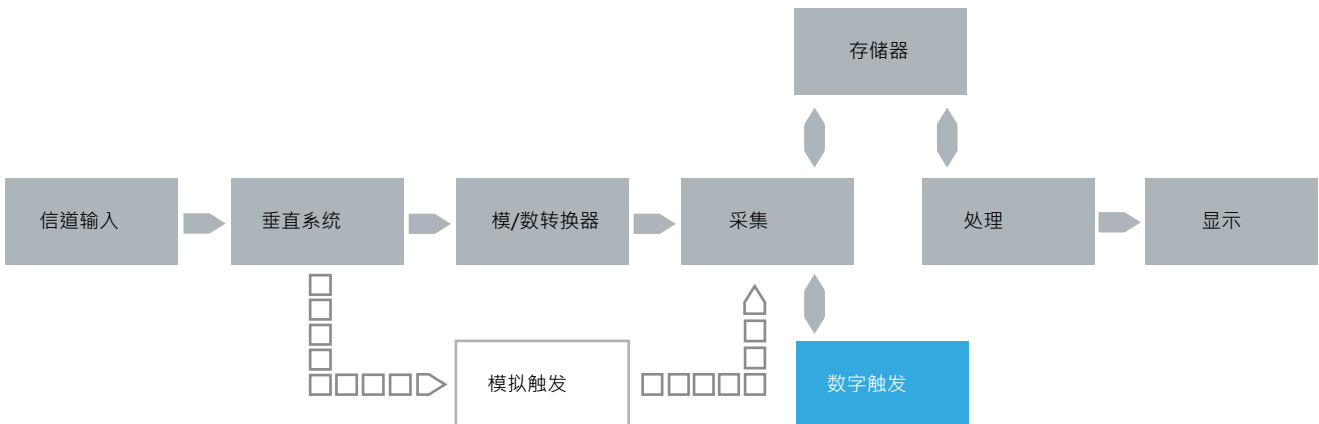 存储器
信道输入
垂直系统
模/数转换器
采集
处理
显示
模拟触发
数字触发